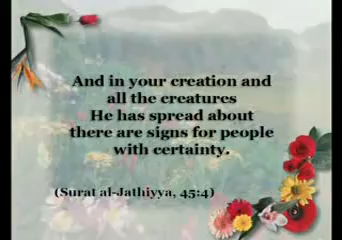 And in your creation and
all the creatures
He has spread about
there are signs for people
with certainty.
(Surat al-Jathiyya, 45:4)